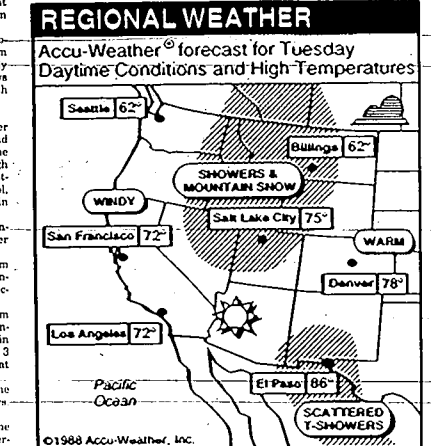 REGIONAL WEATHER
Accu-Weather® forecast for Tuesday
Daytime Conditions and High Temperatures
Seattle 62°
Billings 62°
SHOWERS &
MOUNTAIN SNOW
WINDY
Salt Lake City 75°
San Francisco 72°
WARM
Denver 78°
Los Angeles 72°
Pacific
Ocean
El Paso 86°
SCATTERED
T-SHOWERS
©1988 Accu-Weather, Inc.